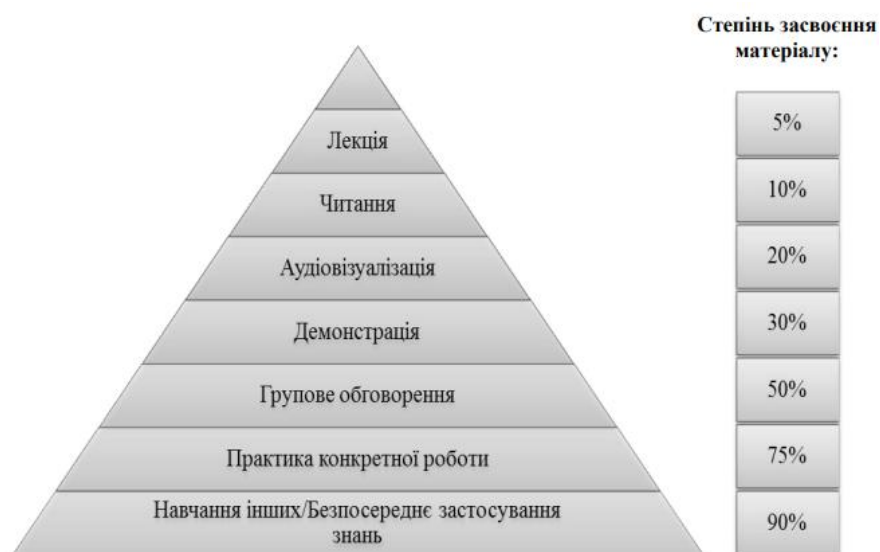 Степінь засвоєння
матеріалу:
5%
Лекція
10%
Читання
20%
Аудіовізуалізація
30%
Демонстрація
50%
Групове обговорення
75%
Практика конкретної роботи
90%
Навчання інших/Безпосереднє застосування
знань